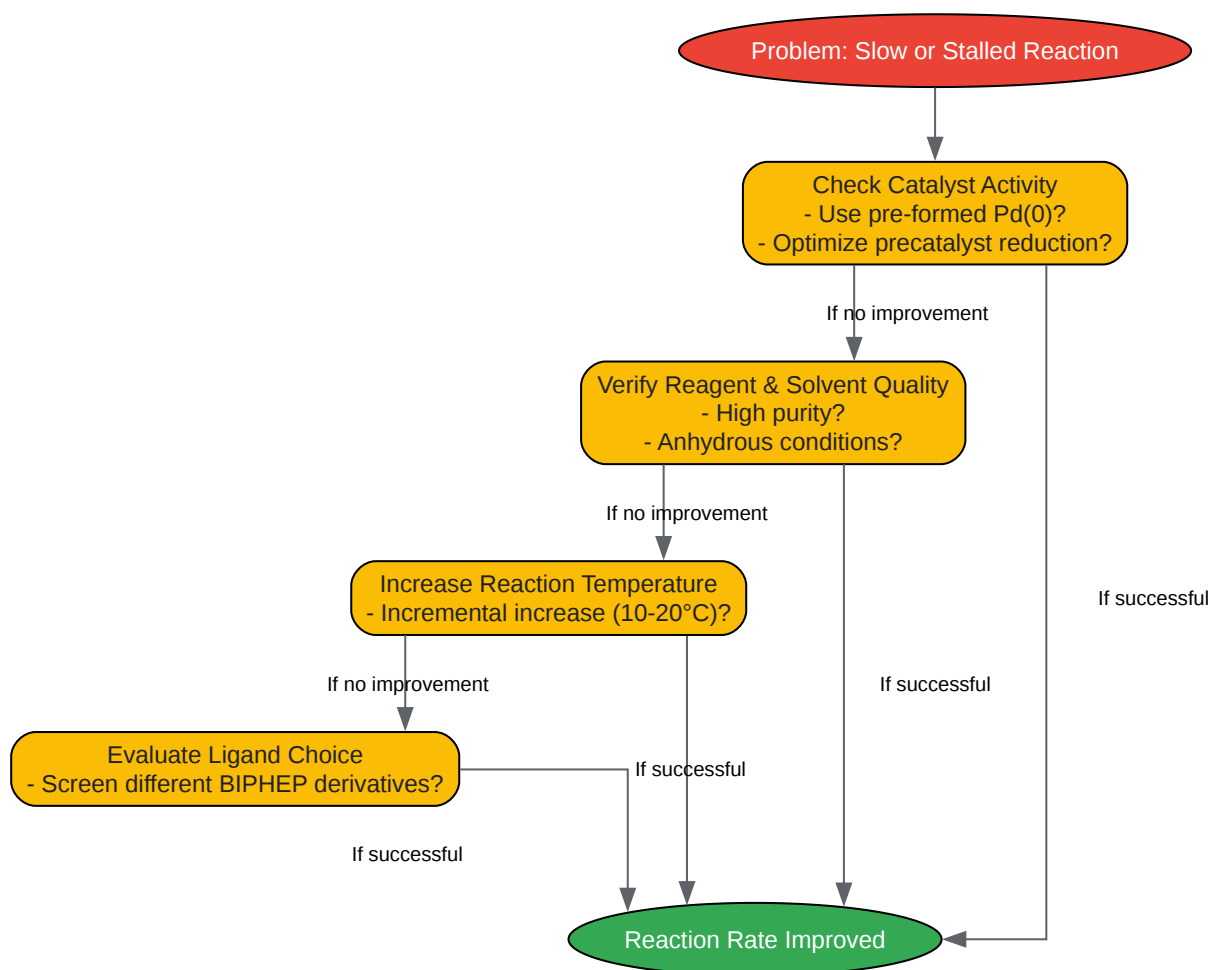 Problem: Slow or Stalled Reaction
Check Catalyst Activity
- Use pre-formed Pd(0)?
- Optimize precatalyst reduction?
If no improvement
Verify Reagent & Solvent Quality
- High purity?
- Anhydrous conditions?
If no improvement
Increase Reaction Temperature
- Incremental increase (10-20°C)?
If successful
If no improvement
If successful
Evaluate Ligand Choice
- Screen different BIPHEP derivatives?
If successful
If successful
Reaction Rate Improved